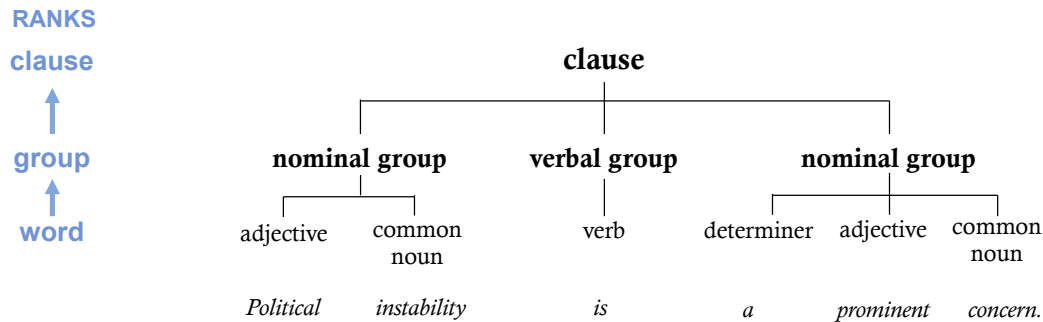 RANKS
clause clause
group nominal group verbal group nominal group
word adjective common noun verb determiner adjective common noun
Political instability is a prominent concern.